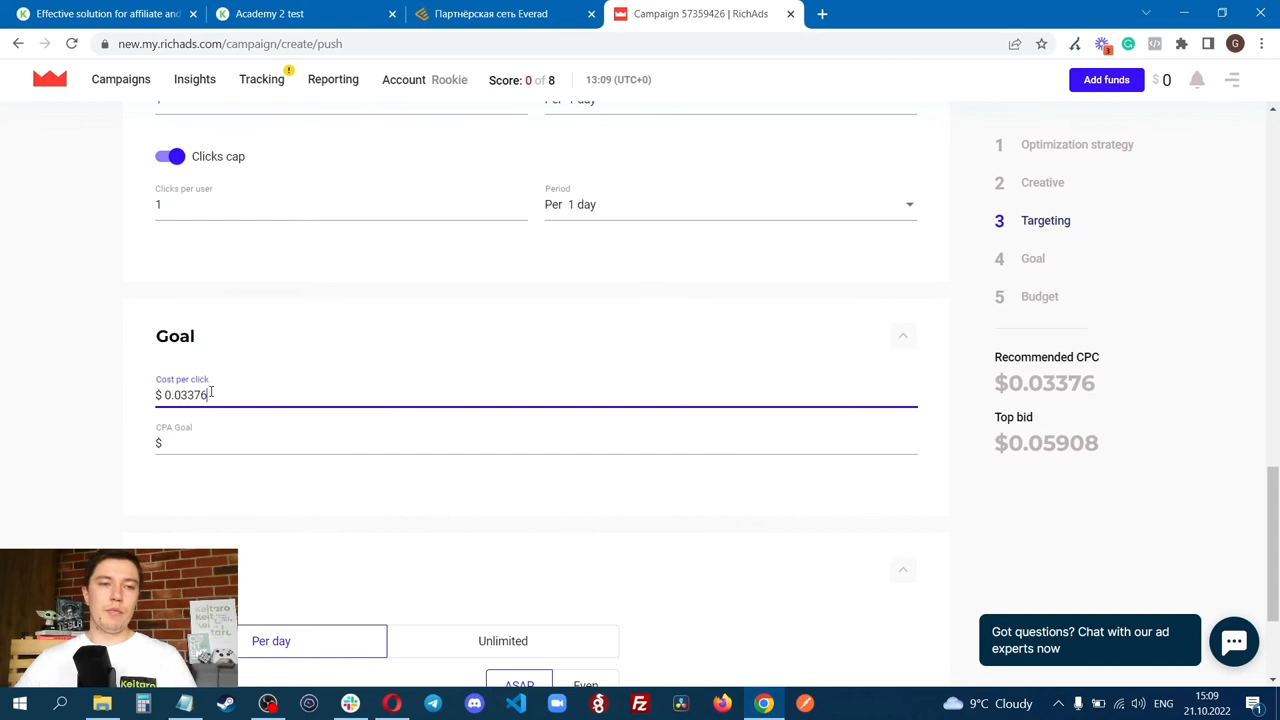 Effective solution for affiliate and
Academy 2 test
Партнёрская сеть Everad
Campaign 57359426 | RichAds
new.my.richads.com/campaign/create/push
3
G
Campaigns
Insights
Tracking
!
Reporting
Account Rookie
Score: 0 of 8
13:09 (UTC+0)
Add funds
$ 0
Per 1 day
Clicks cap
Clicks per user
1
Period
Per 1 day
Goal
Cost per click
$ 0.03376
CPA Goal
$
Per day
Unlimited
ASAP
Even
1 Optimization strategy
2 Creative
3 Targeting
4 Goal
5 Budget
Recommended CPC
$0.03376
Top bid
$0.05908
Got questions? Chat with our ad
experts now
TESLA
Keitaro
9°C Cloudy
ENG
15:09
21.10.2022
1